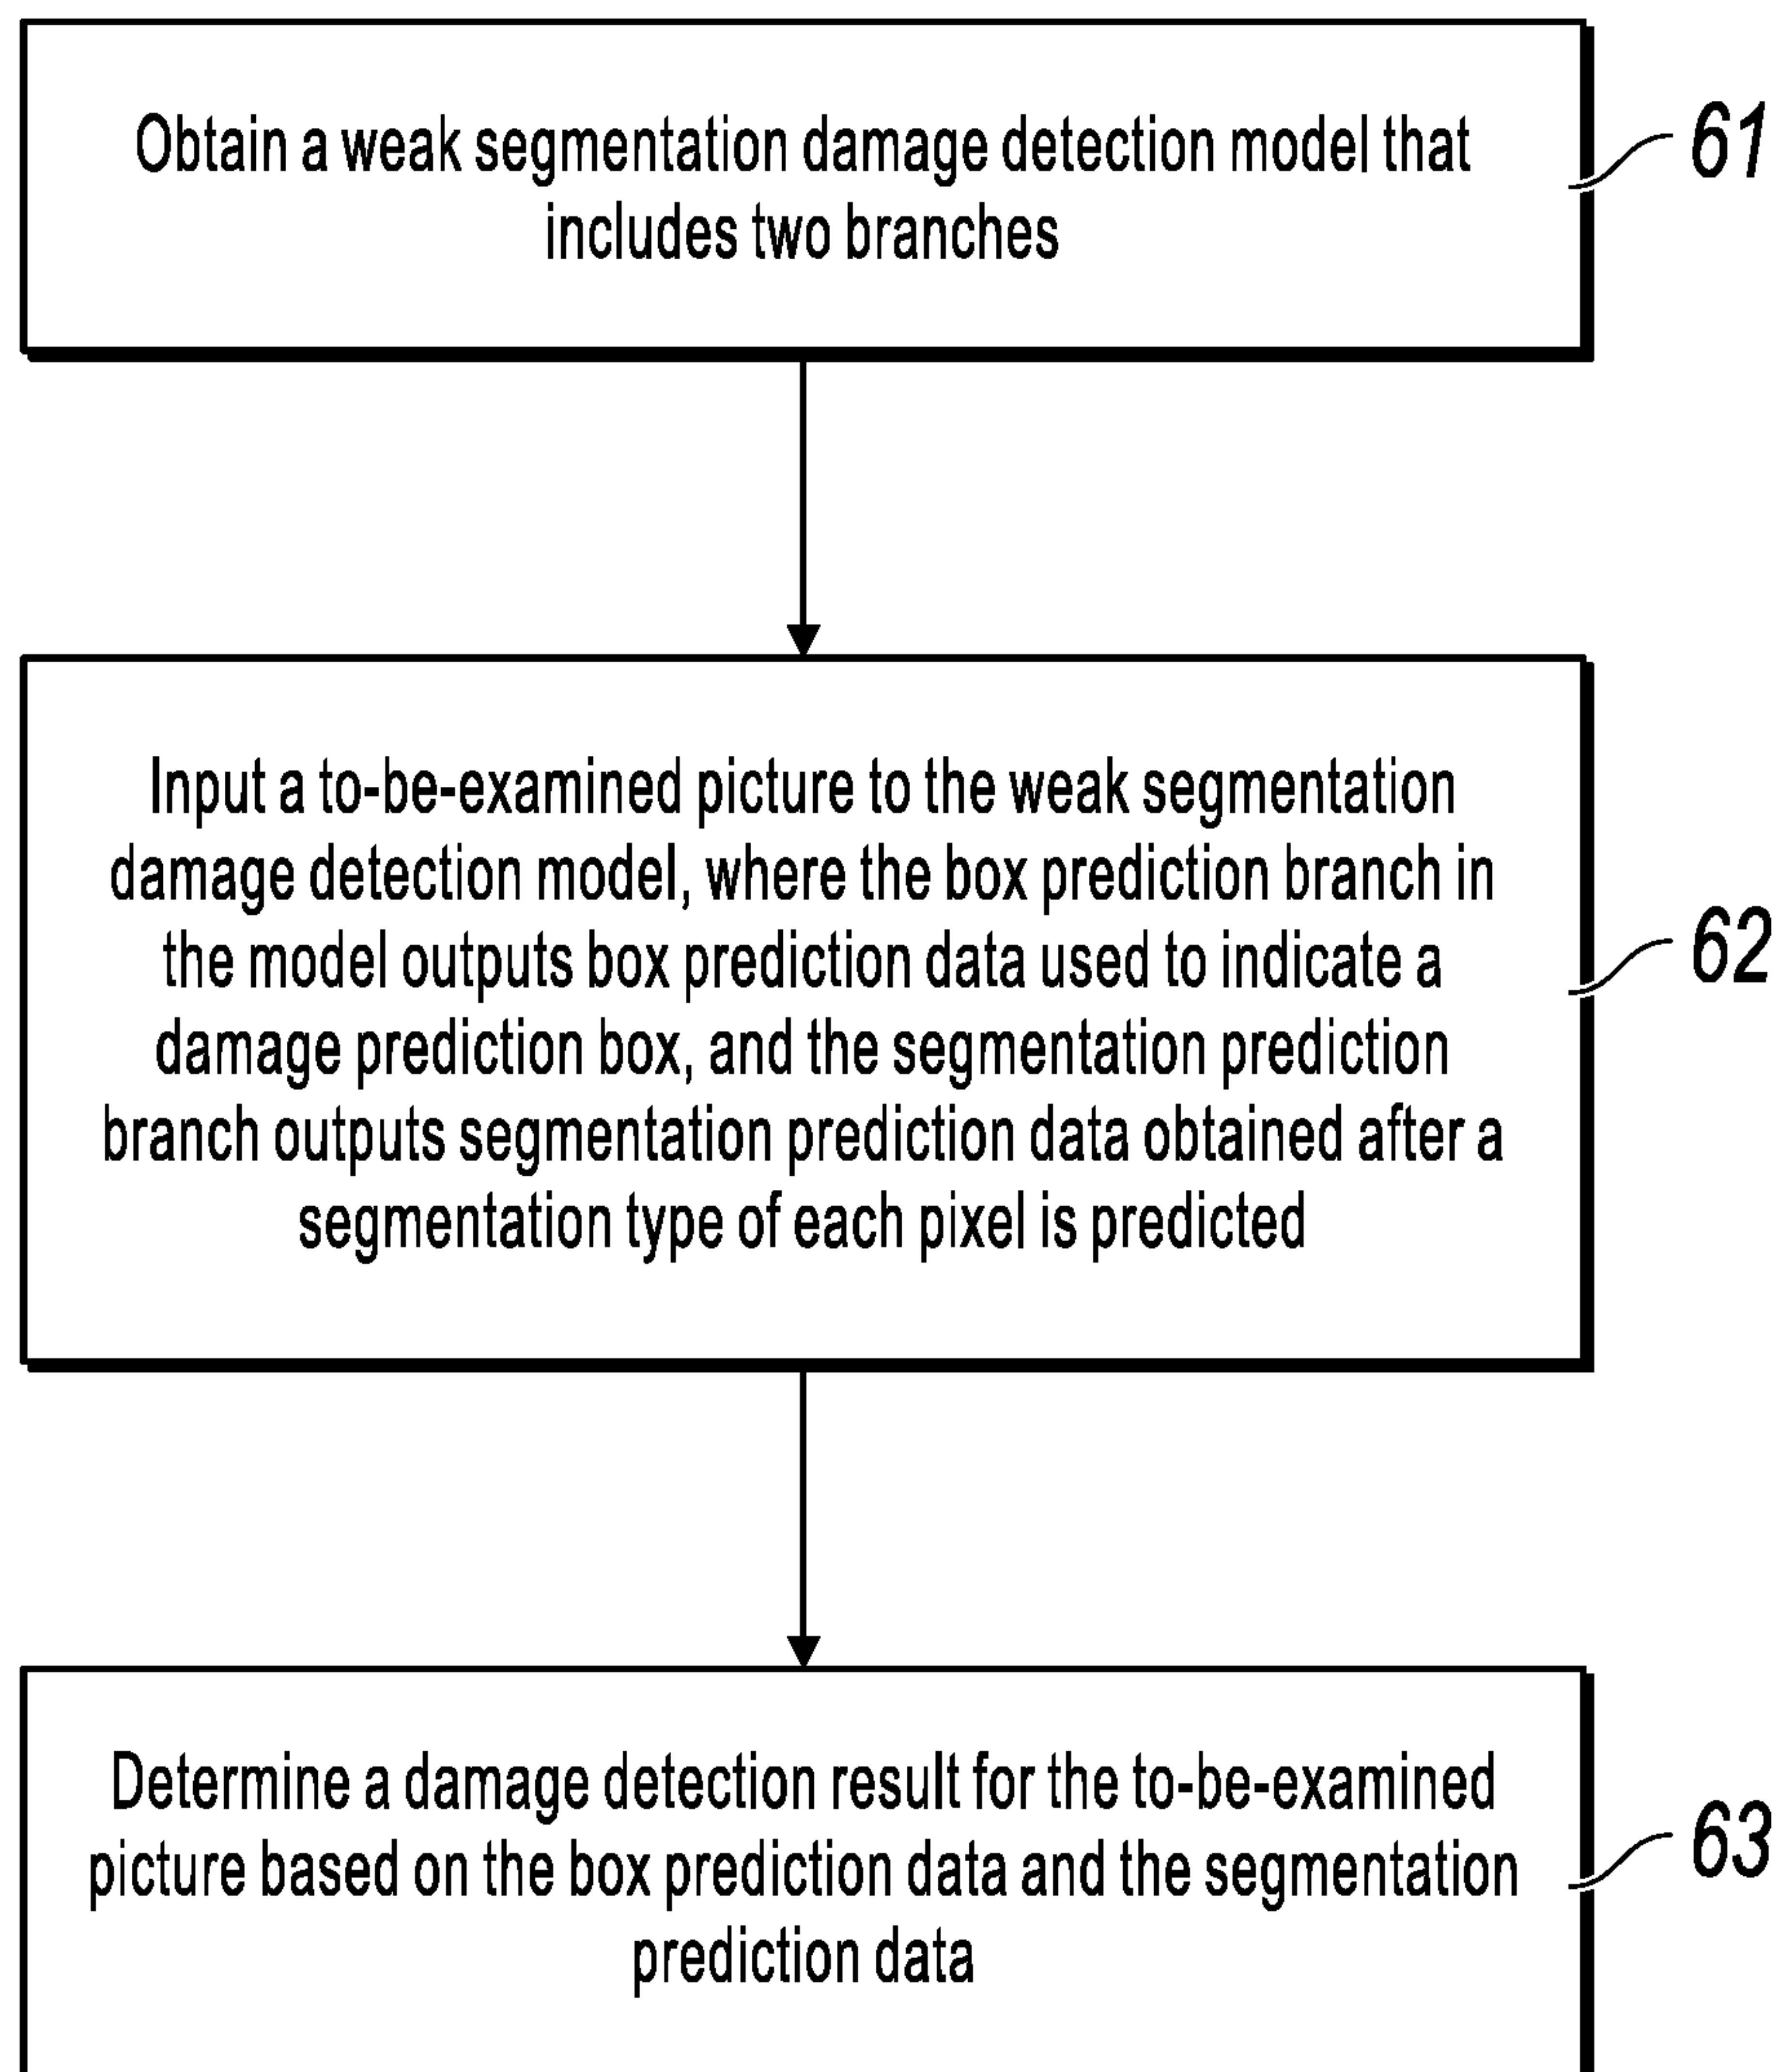 Obtain a weak segmentation damage detection model that
includes two branches
61
Input a to-be-examined picture to the weak segmentation
damage detection model, where the box prediction branch in
the model outputs box prediction data used to indicate a
damage prediction box, and the segmentation prediction
branch outputs segmentation prediction data obtained after a
segmentation type of each pixel is predicted
62
Determine a damage detection result for the to-be-examined
picture based on the box prediction data and the segmentation
prediction data
63